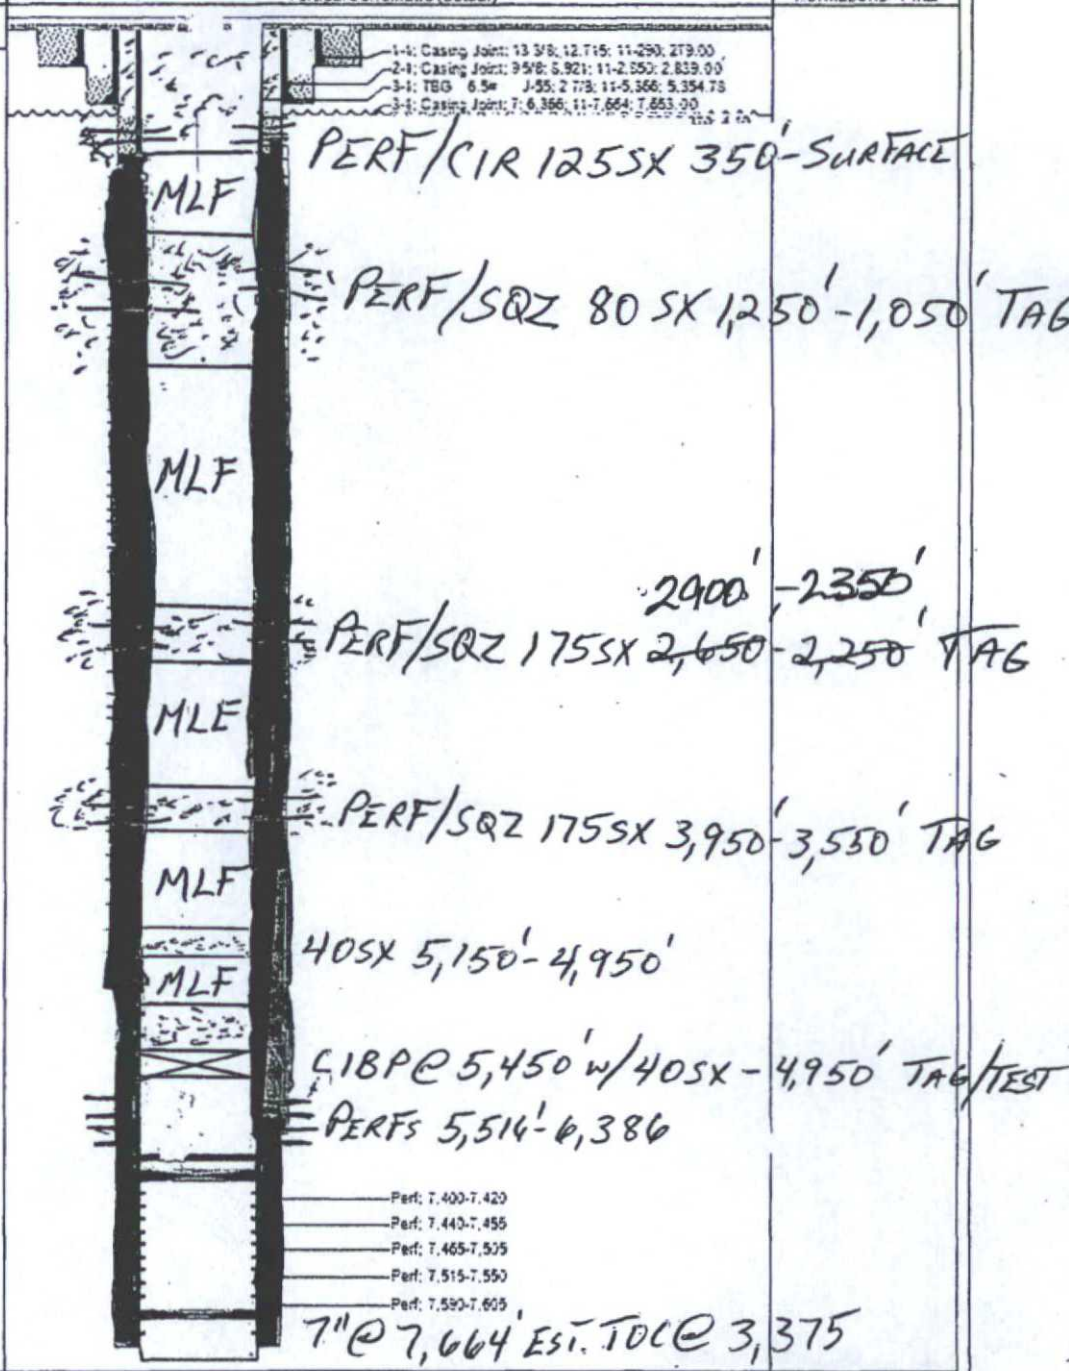 1-1; Casing Joint; 13 3/8; 12.715; 11-290; 279.00
2-1; Casing Joint; 9 5/8; 8.921; 11-2,850; 2,839.00
3-1; TBG 6.5# J-55; 2 7/8; 11-5,366; 5,354.78
3-1; Casing Joint; 7; 6.366; 11-7,664; 7,653.00
PERF/CIR 125SX 350'-SURFACE
MLF
PERF/SQZ 80 SX 1,250'-1,050' TAG
MLF
2900'-2350'
PERF/SQZ 175SX 2,650-2,250' TAG
MLF
PERF/SQZ 175SX 3,950'-3,550' TAG
MLF
40SX 5,150'-4,950'
MLF
CIBP@ 5,450' w/40SX-4,950' TAG/TEST
PERFS 5,514'-6,386
Perf; 7,400-7,420
Perf; 7,440-7,455
Perf; 7,465-7,505
Perf; 7,515-7,550
Perf; 7,590-7,605
7"@ 7,664' EST. TOC@ 3,375